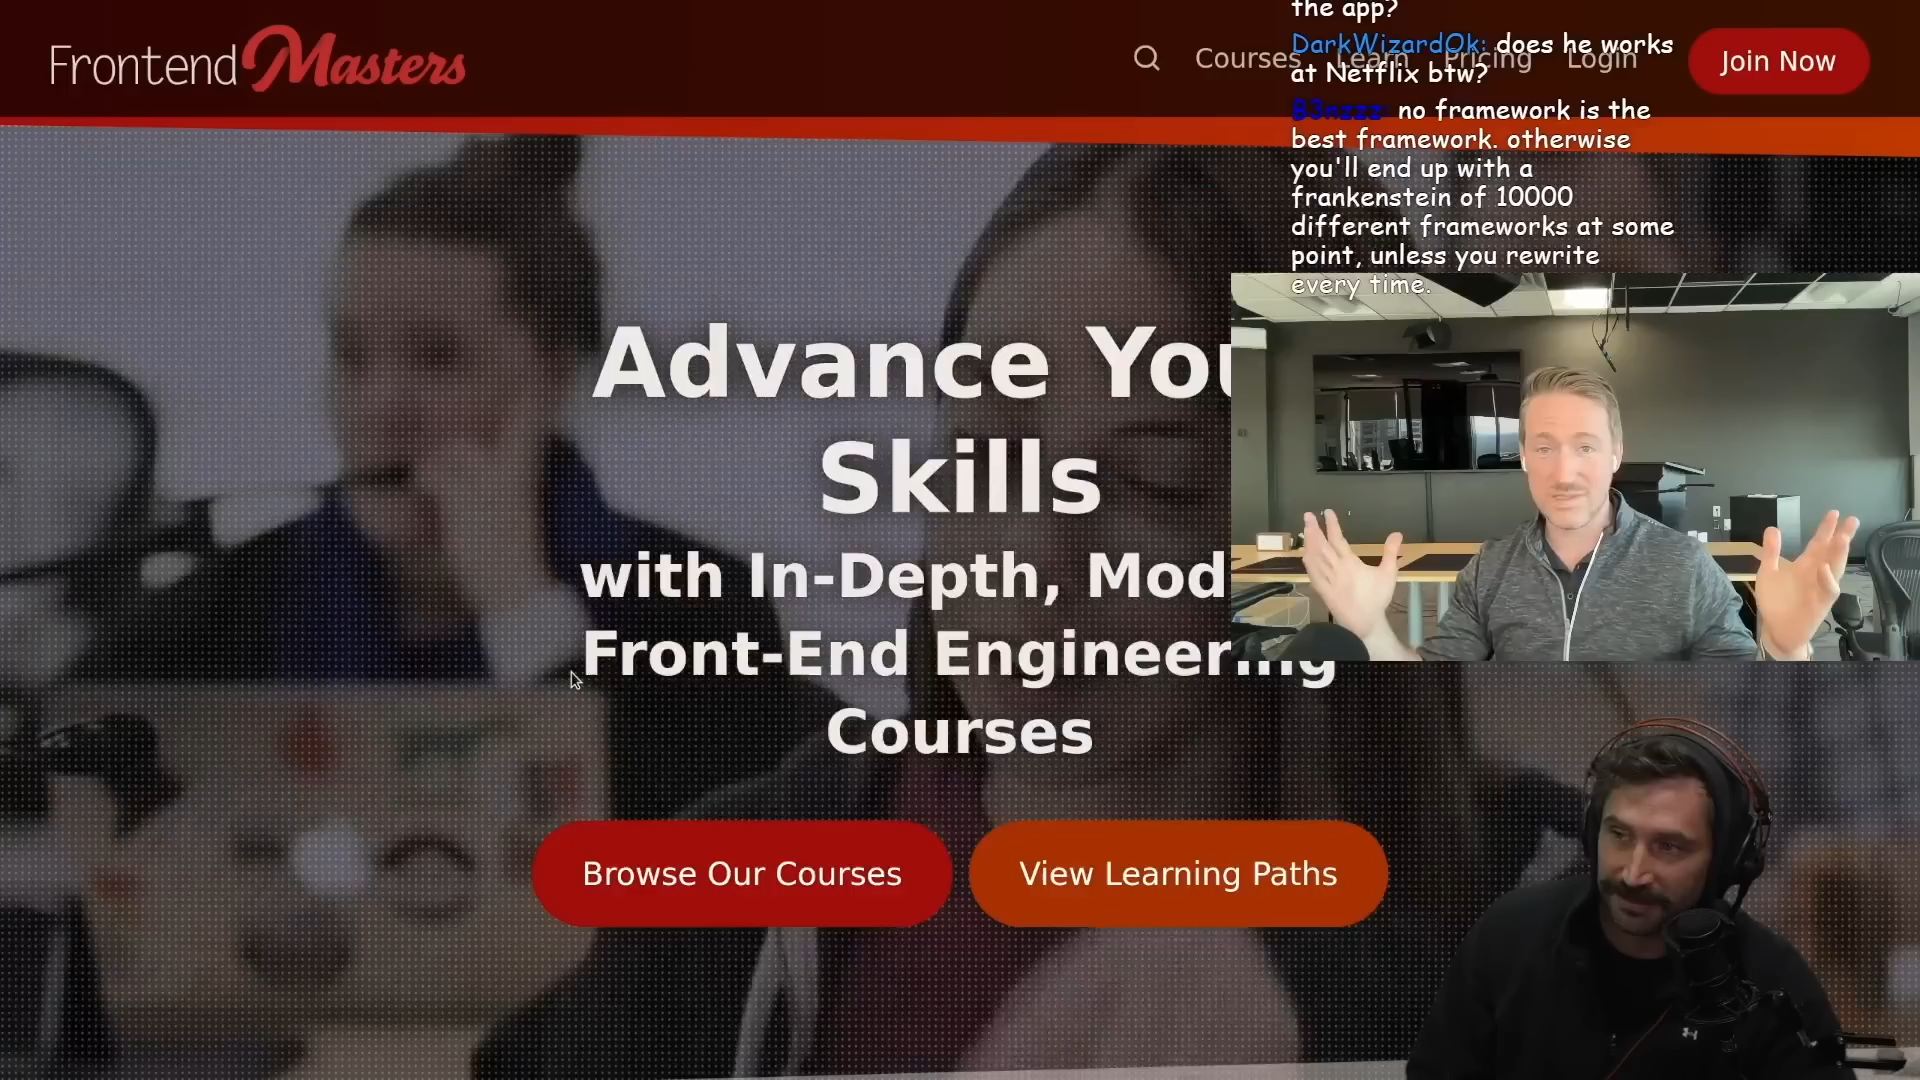 Frontend Masters
Courses Learn Pricing Login
Join Now
the app?
DarkWizardOk: does he works
at Netflix btw?
B3nzzz: no framework is the
best framework. otherwise
you'll end up with a
frankenstein of 10000
different frameworks at some
point, unless you rewrite
every time.
Advance You
Skills
with In-Depth, Mod
Front-End Engineering
Courses
Browse Our Courses
View Learning Paths